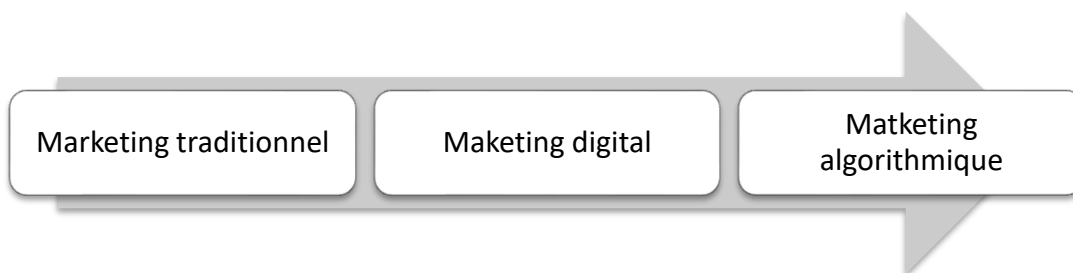 Marketing traditionnel
Maketing digital
Matketing
algorithmique